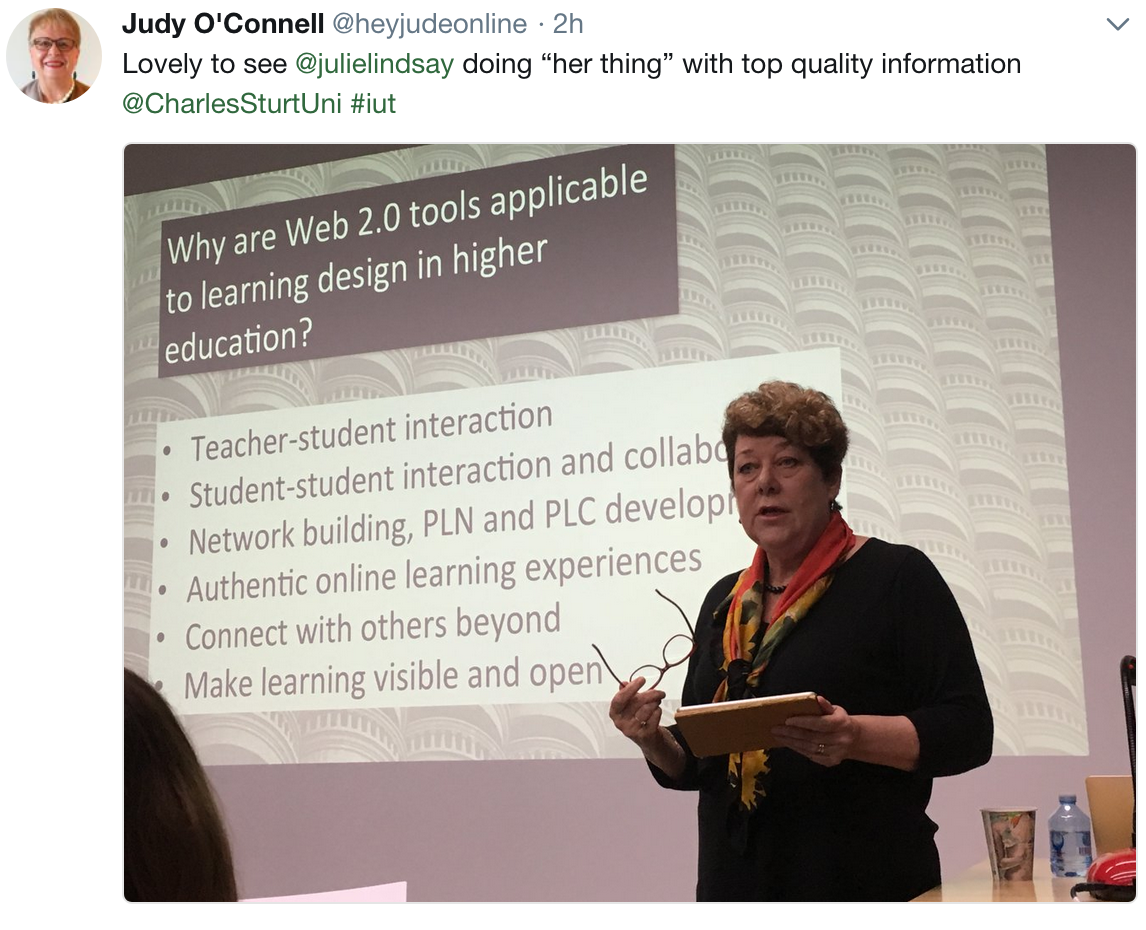 Judy O'Connell @heyjudeonline · 2h
Lovely to see @julielindsay doing “her thing” with top quality information
@CharlesSturtUni #iut
Why are Web 2.0 tools applicable
to learning design in higher
education?
• Teacher-student interaction
• Student-student interaction and collabo
• Network building, PLN and PLC develop
• Authentic online learning experiences
• Connect with others beyond
• Make learning visible and open